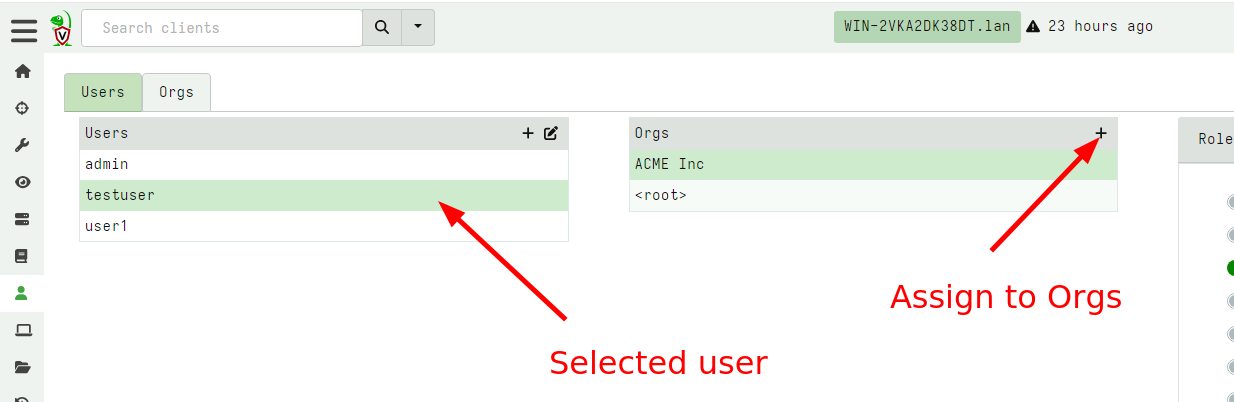 Search clients
WIN-2VKA2DK38DT.lan 23 hours ago
Users Orgs
Users
admin
testuser
user1
Orgs
ACME Inc
<root>
Role
Selected user
Assign to Orgs
V